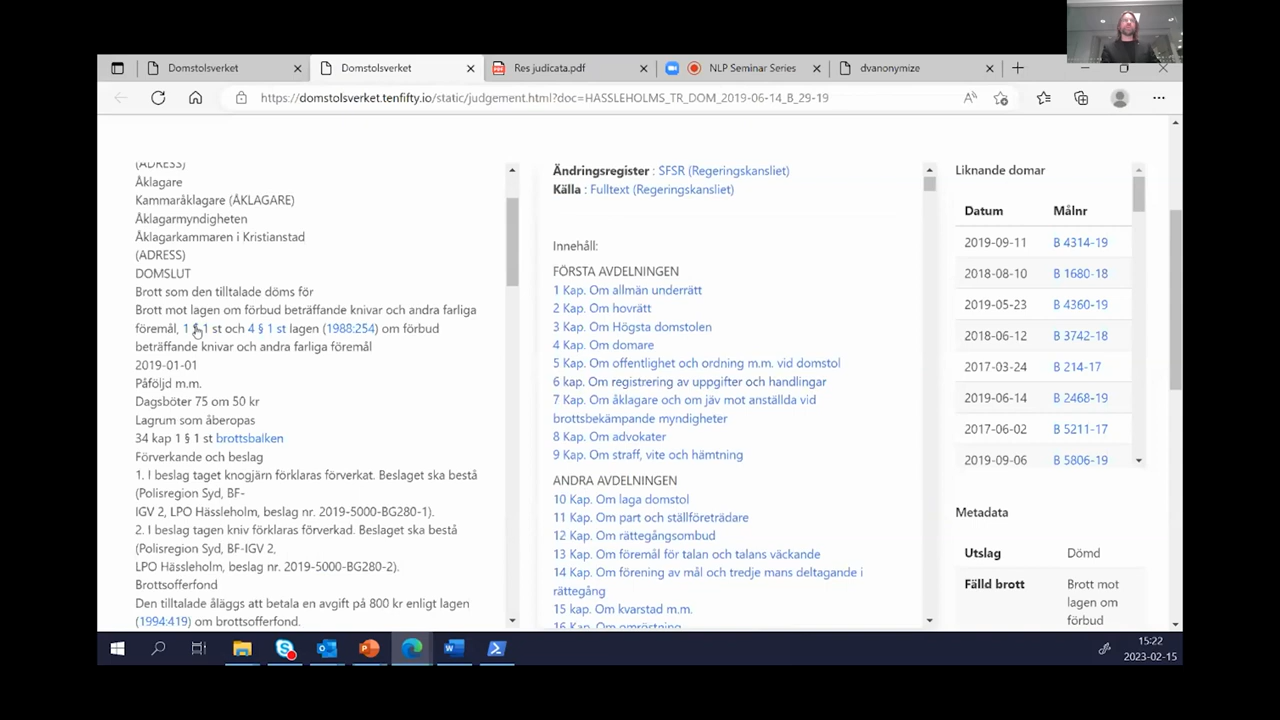 Domstolsverket
Domstolsverket
Res judicata.pdf
NLP Seminar Series
dvanonymize
https://domstolsverket.tenfifty.io/static/judgement.html?doc=HASSLEHOLMS_TR_DOM_2019-06-14_B_29-19
(ADRESS)
Åklagare
Kammaråklagare (ÅKLAGARE)
Åklagarmyndigheten
Åklagarkammaren i Kristianstad
(ADRESS)
DOMSLUT
Brott som den tilltalade döms för
Brott mot lagen om förbud beträffande knivar och andra farliga
föremål, 1 § 1 st och 4 § 1 st lagen (1988:254) om förbud
beträffande knivar och andra farliga föremål
2019-01-01
Påföljd m.m.
Dagsböter 75 om 50 kr
Lagrum som åberopas
34 kap 1 § 1 st brottsbalken
Förverkande och beslag
1. I beslag taget knogjärn förklaras förverkat. Beslaget ska bestå
(Polisregion Syd, BF-
IGV 2, LPO Hässleholm, beslag nr. 2019-5000-BG280-1).
2. I beslag tagen kniv förklaras förverkad. Beslaget ska bestå
(Polisregion Syd, BF-IGV 2,
LPO Hässleholm, beslag nr. 2019-5000-BG280-2).
Brottsofferfond
Den tilltalade åläggs att betala en avgift på 800 kr enligt lagen
(1994:419) om brottsofferfond.
Ändringsregister : SFSR (Regeringskansliet)
Källa : Fulltext (Regeringskansliet)
Innehåll:
FÖRSTA AVDELNINGEN
1 Kap. Om allmän underrätt
2 Kap. Om hovrätt
3 Kap. Om Högsta domstolen
4 Kap. Om domare
5 Kap. Om offentlighet och ordning m.m. vid domstol
6 kap. Om registrering av uppgifter och handlingar
7 Kap. Om åklagare och om jäv mot anställda vid
brottsbekämpande myndigheter
8 Kap. Om advokater
9 Kap. Om straff, vite och hämtning
ANDRA AVDELNINGEN
10 Kap. Om laga domstol
11 Kap. Om part och ställföreträdare
12 Kap. Om rättegångsombud
13 Kap. Om föremål för talan och talans väckande
14 Kap. Om förening av mål och tredje mans deltagande i
rättegång
15 kap. Om kvarstad m.m.
16 Kap. Om omröstning
Liknande domar
Datum Målnr
2019-09-11 B 4314-19
2018-08-10 B 1680-18
2019-05-23 B 4360-19
2018-06-12 B 3742-18
2017-03-24 B 214-17
2019-06-14 B 2468-19
2017-06-02 B 5211-17
2019-09-06 B 5806-19
Metadata
Utslag Dömd
Fälld brott Brott mot
lagen om
förbud
15:22
2023-02-15